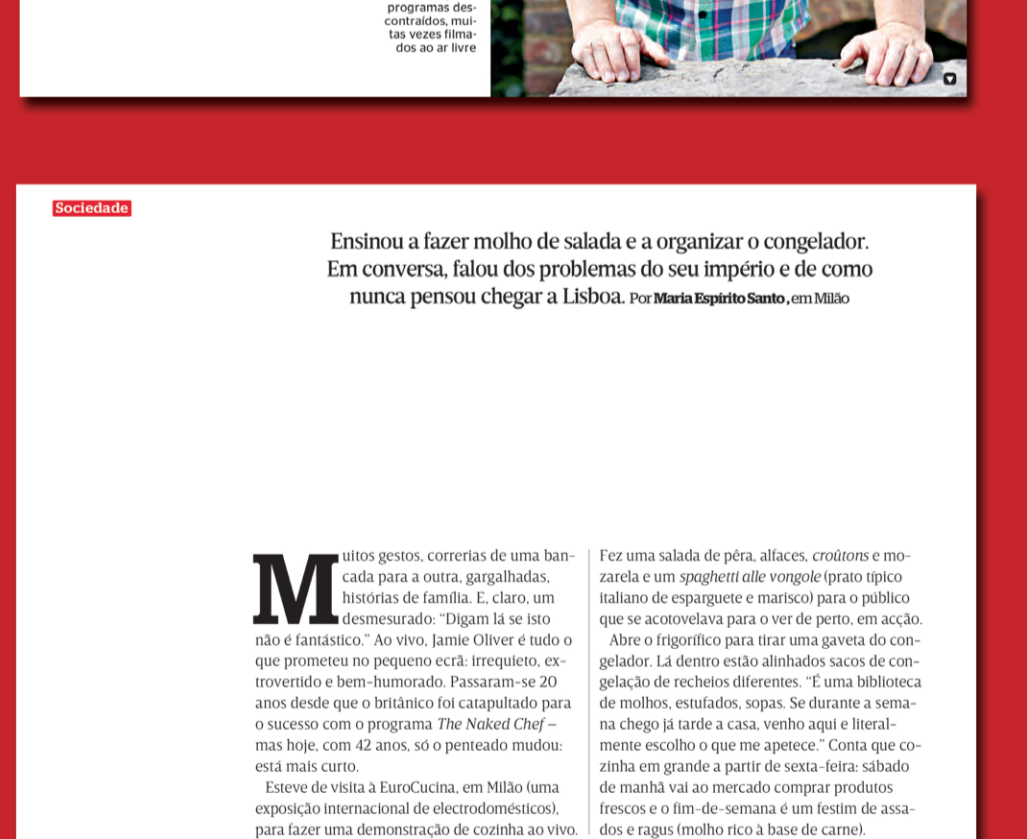 programas des-
contraídos, mui-
tas vezes filma-
dos ao ar livre
Sociedade
Ensinou a fazer molho de salada e a organizar o congelador.
Em conversa, falou dos problemas do seu império e de como
nunca pensou chegar a Lisboa. Por Maria Espírito Santo, em Milão
Muitos gestos, correrias de uma ban-
cada para a outra, gargalhadas,
histórias de família. E, claro, um
desmesurado: “Digam lá se isto
não é fantástico.” Ao vivo, Jamie Oliver é tudo o
que prometeu no pequeno ecrã: irrequieto, ex-
trovertido e bem-humorado. Passaram-se 20
anos desde que o britânico foi catapultado para
o sucesso com o programa The Naked Chef –
mas hoje, com 42 anos, só o penteado mudou:
está mais curto.
Esteve de visita à EuroCucina, em Milão (uma
exposição internacional de electrodomésticos),
para fazer uma demonstração de cozinha ao vivo.
Fez uma salada de pêra, alfaces, croûtons e mo-
zarela e um spaghetti alle vongole (prato típico
italiano de esparguete e marisco) para o público
que se acotovelava para o ver de perto, em acção.
Abre o frigorífico para tirar uma gaveta do con-
gelador. Lá dentro estão alinhados sacos de con-
gelação de recheios diferentes. “É uma biblioteca
de molhos, estufados, sopas. Se durante a sema-
na chego já tarde a casa, venho aqui e literal-
mente escolho o que me apetece.” Conta que co-
zinha em grande a partir de sexta-feira: sábado
de manhã vai ao mercado comprar produtos
frescos e o fim-de-semana é um festim de assa-
dos e ragus (molho rico à base de carne).